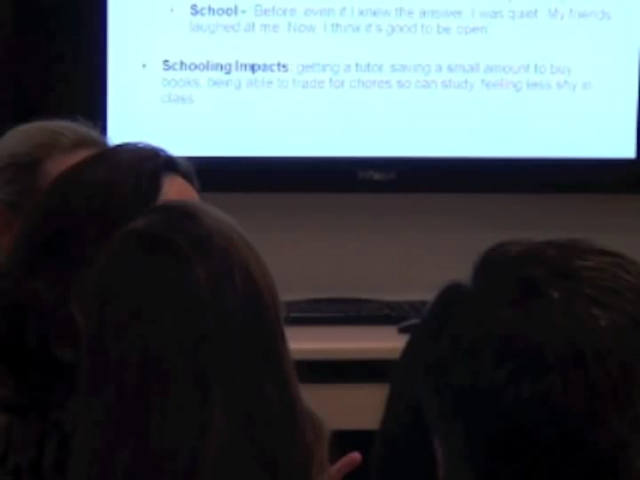 School - "Before, even if I knew the answer, I was quiet. My friends
laughed at me. Now, I think it's good to be open."
Schooling Impacts: getting a tutor, saving a small amount to buy
books, being able to trade for chores so can study, feeling less shy in
class